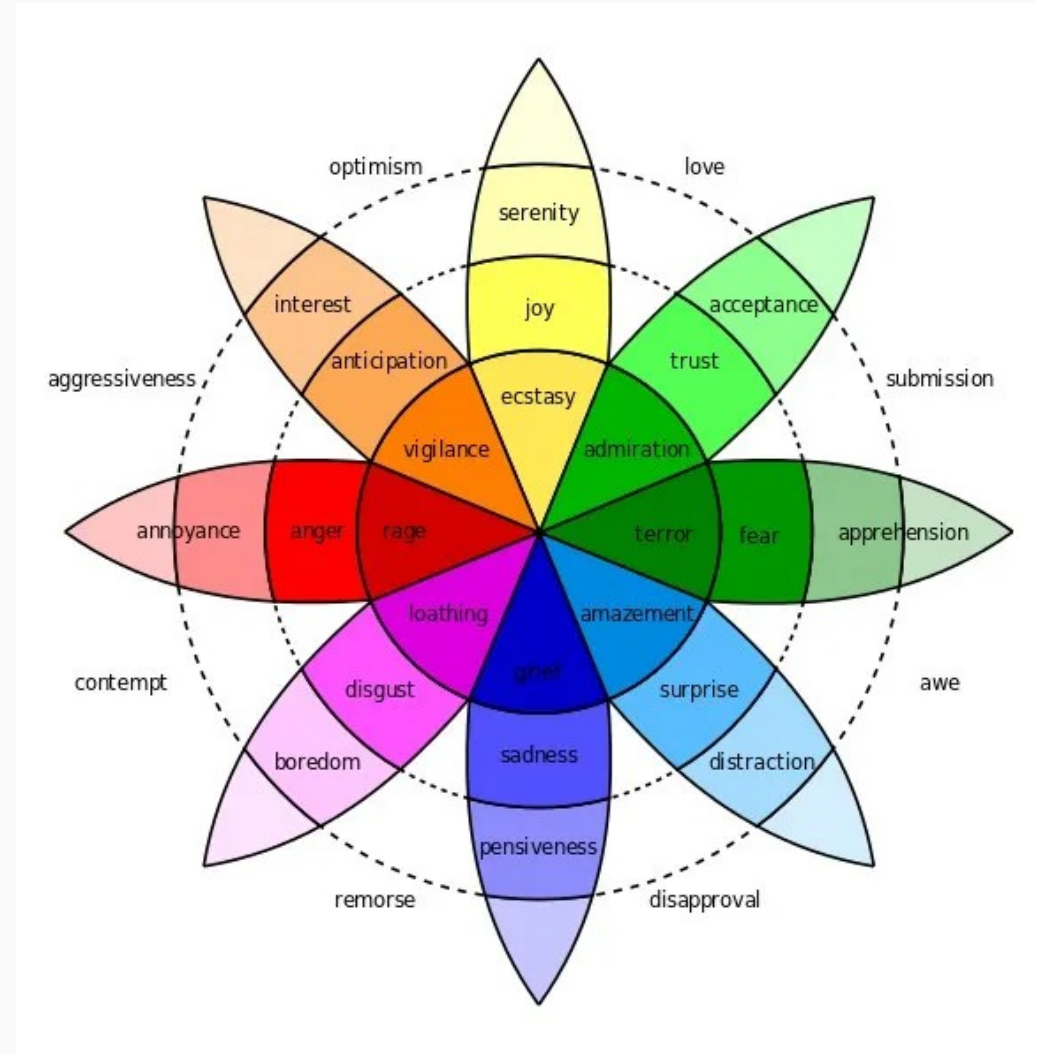 optimism
love
serenity
interest
joy
acceptance
anticipation
trust
aggressiveness
submission
ecstasy
vigilance
admiration
annoyance
anger
rage
terror
fear
apprehension
loathing
amazement
grief
contempt
awe
disgust
surprise
sadness
boredom
distraction
pensiveness
remorse
disapproval